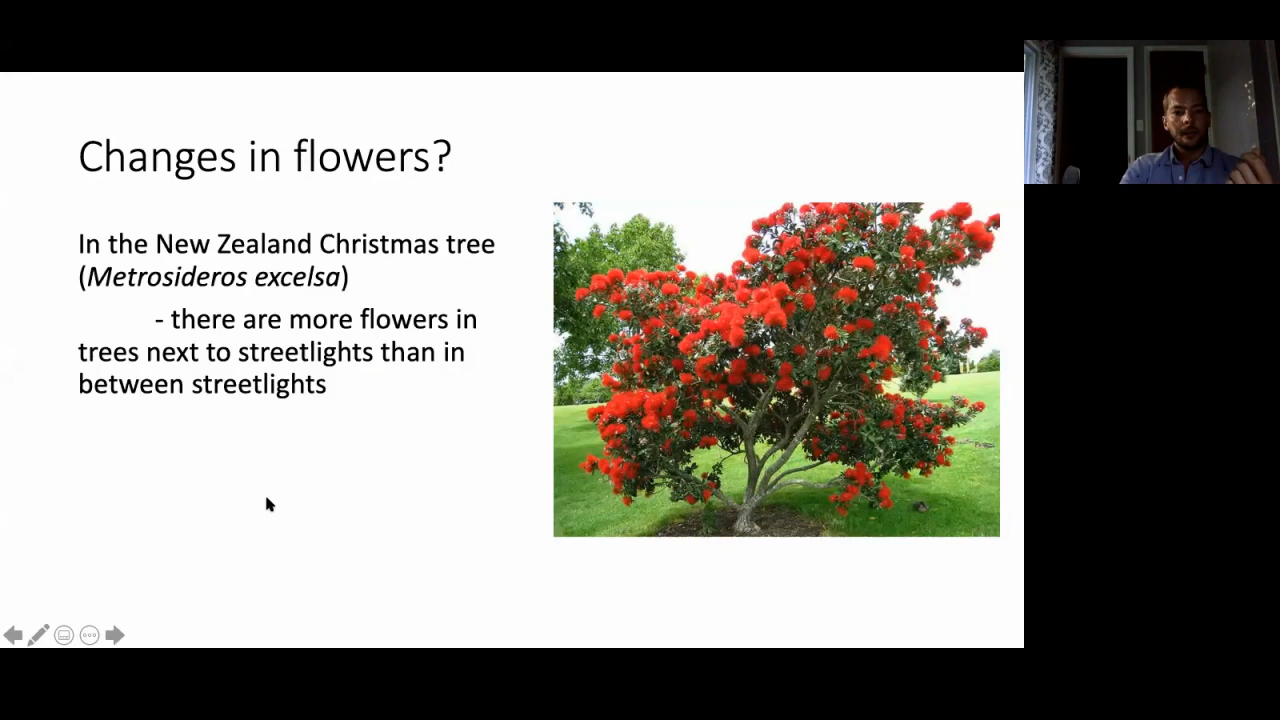 Changes in flowers?
In the New Zealand Christmas tree
(Metrosideros excelsa)
- there are more flowers in
trees next to streetlights than in
between streetlights